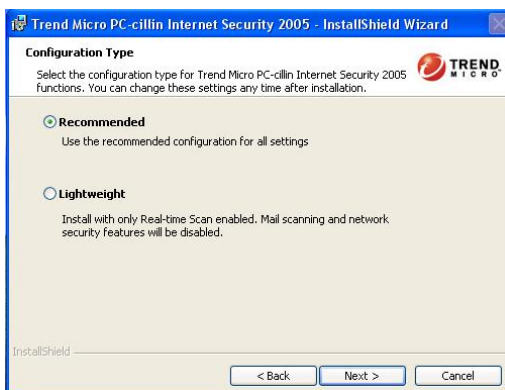 Trend Micro PC-cillin Internet Security 2005 - InstallShield Wizard
Configuration Type
Select the configuration type for Trend Micro PC-cillin Internet Security 2005
functions. You can change these settings any time after installation.
TREND
MICRO
Recommended
Use the recommended configuration for all settings
Lightweight
Install with only Real-time Scan enabled. Mail scanning and network
security features will be disabled.
InstallShield
< Back
Next >
Cancel